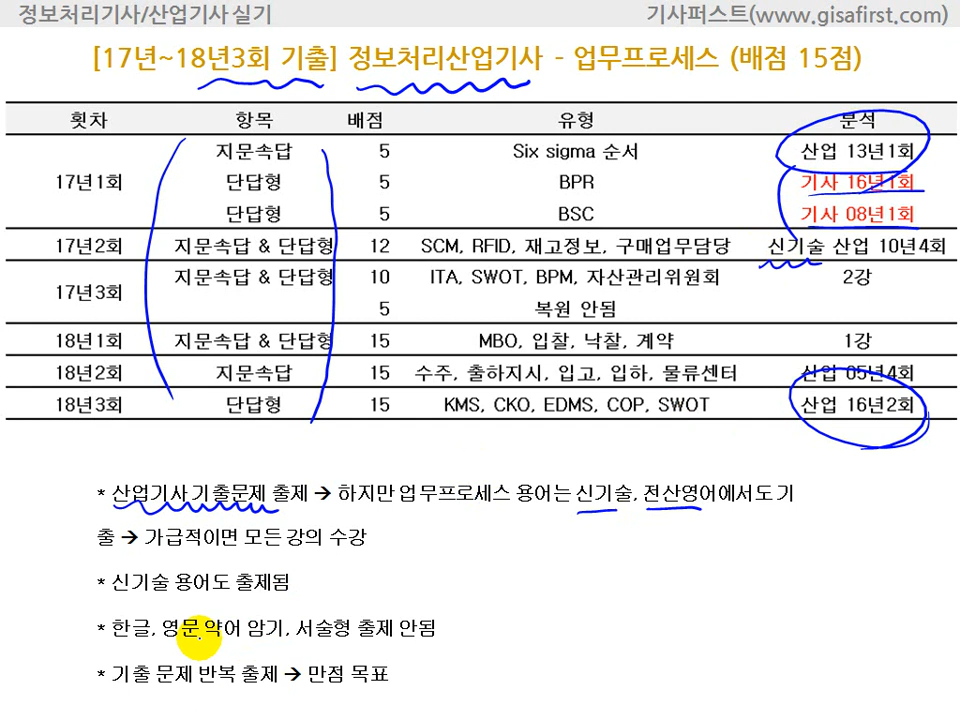 정보처리기사/산업기사 실기 기사퍼스트(www.gisafirst.com)
[17년~18년3회 기출] 정보처리산업기사 - 업무프로세스 (배점 15점)
횟차 항목 배점 유형 분석
지문속답 5 Six sigma 순서 산업 13년1회
17년1회 단답형 5 BPR 기사 16년1회
단답형 5 BSC 기사 08년1회
17년2회 지문속답 & 단답형 12 SCM, RFID, 재고정보, 구매업무담당 신기술 산업 10년4회
17년3회 지문속답 & 단답형 10 ITA, SWOT, BPM, 자산관리위원회 2강
5 복원 안됨
18년1회 지문속답 & 단답형 15 MBO, 입찰, 낙찰, 계약 1강
18년2회 지문속답 15 수주, 출하지시, 입고, 입하, 물류센터 산업 05년4회
18년3회 단답형 15 KMS, CKO, EDMS, COP, SWOT 산업 16년2회
* 산업기사 기출문제 출제 → 하지만 업무프로세스 용어는 신기술, 전산영어에서도 기
출 → 가급적이면 모든 강의 수강
* 신기술 용어도 출제됨
* 한글, 영문 약어 암기, 서술형 출제 안됨
* 기출 문제 반복 출제 → 만점 목표